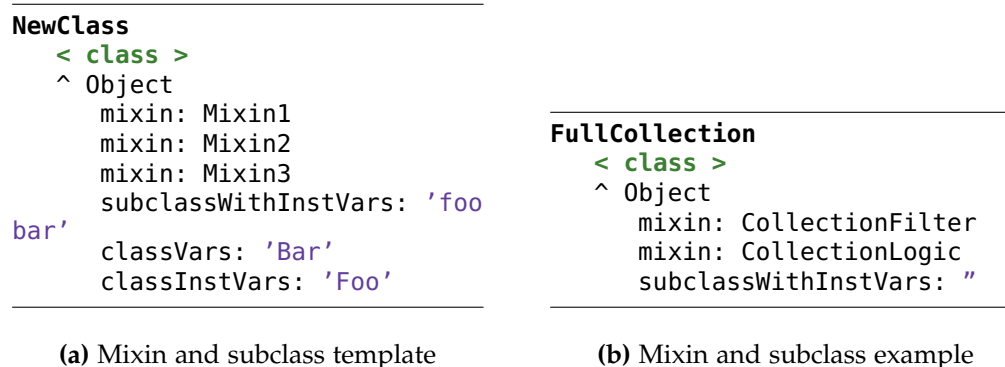 NewClass
< class >
^ Object
mixin: Mixin1
mixin: Mixin2
mixin: Mixin3
subclassWithInstVars: ’foo
bar’
classVars: ’Bar’
classInstVars: ’Foo’
(a) Mixin and subclass template
FullCollection
< class >
^ Object
mixin: CollectionFilter
mixin: CollectionLogic
subclassWithInstVars: ”
(b) Mixin and subclass example